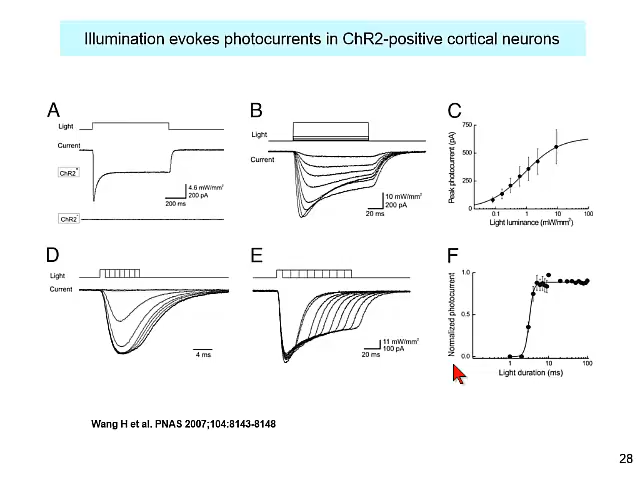 Illumination evokes photocurrents in ChR2-positive cortical neurons
A
Light
Current
ChR2+
4.6 mW/mm2
200 pA
200 ms
ChR2-
B
Light
Current
10 mW/mm2
200 pA
20 ms
C
Peak photocurrent (pA)
750
500
250
0
0.1
1
10
100
Light luminance (mW/mm2)
D
Light
Current
4 ms
E
11 mW/mm2
100 pA
20 ms
F
Normalized photocurrent
1.0
0.5
0.0
1
10
100
Light duration (ms)
Wang H et al. PNAS 2007;104:8143-8148
28